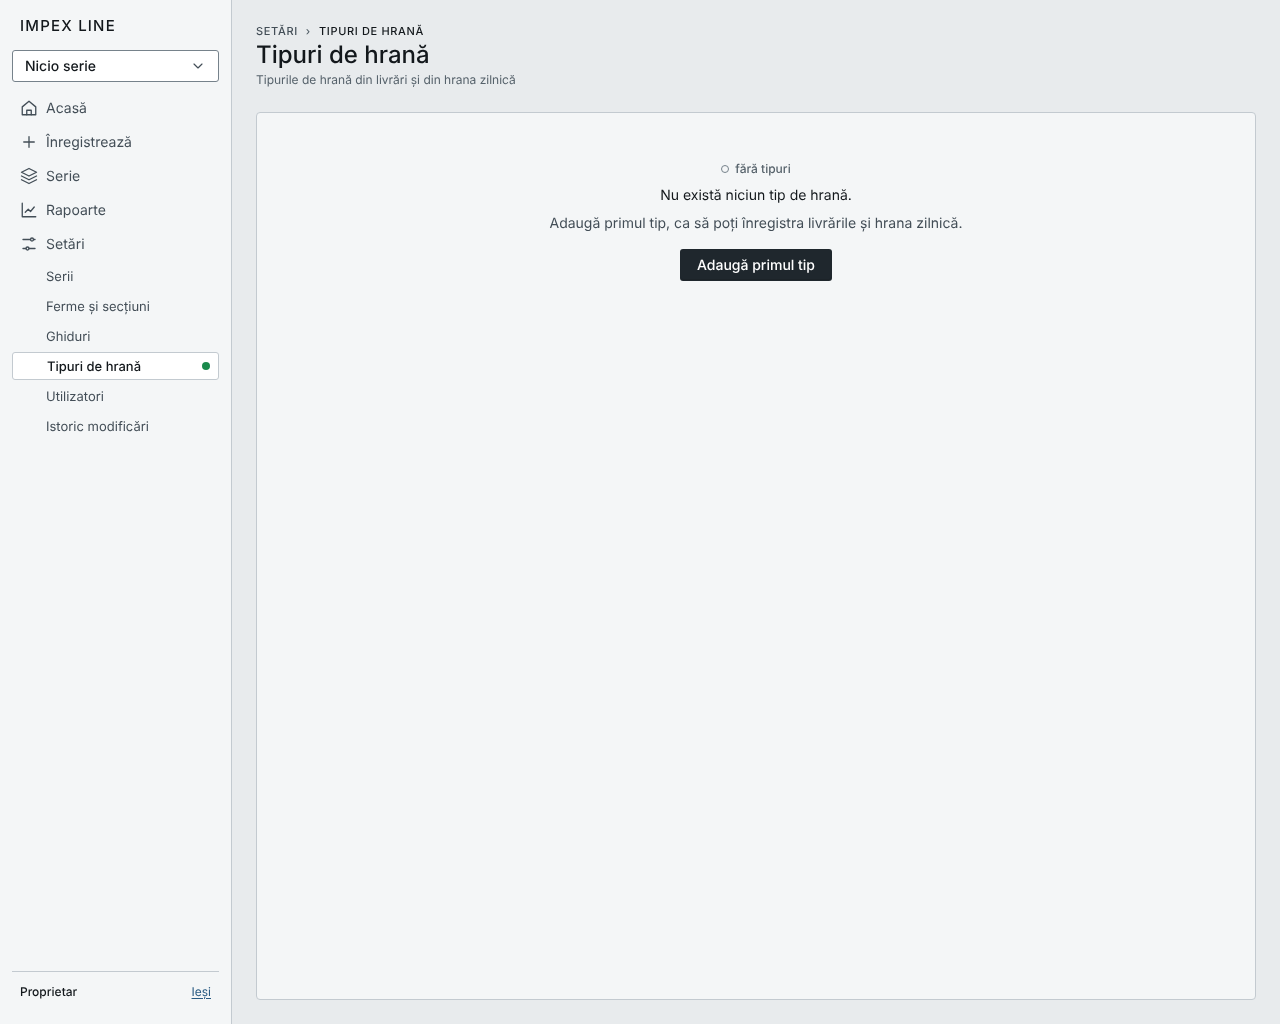 IMPEX LINE
Nicio serie
Acasă
Înregistrează
Serie
Rapoarte
Setări
Serii
Ferme și secțiuni
Ghiduri
Tipuri de hrană
Utilizatori
Istoric modificări
Proprietar
Ieși
SETĂRI › TIPURI DE HRANĂ
Tipuri de hrană
Tipurile de hrană din livrări și din hrana zilnică
fără tipuri
Nu există niciun tip de hrană.
Adaugă primul tip, ca să poți înregistra livrările și hrana zilnică.
Adaugă primul tip